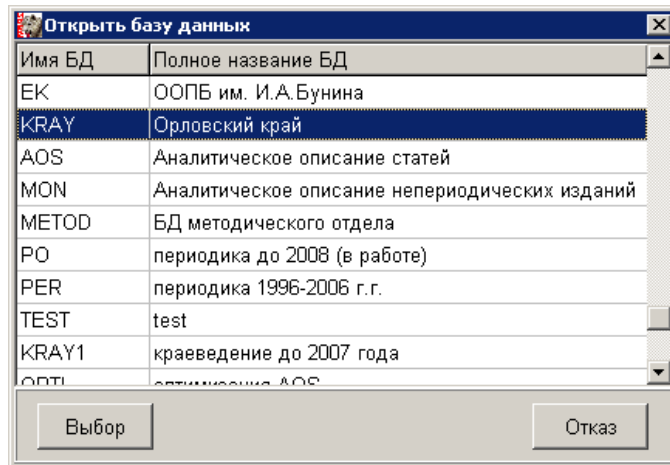 Открыть базу данных
Имя БД Полное название БД
EK ООПБ им. И.А.Бунина
KRAY Орловский край
AOS Аналитическое описание статей
MON Аналитическое описание непериодических изданий
METOD БД методического отдела
PO периодика до 2008 (в работе)
PER периодика 1996-2006 г.г.
TEST test
KRAY1 краеведение до 2007 года
AOS
Выбор Отказ